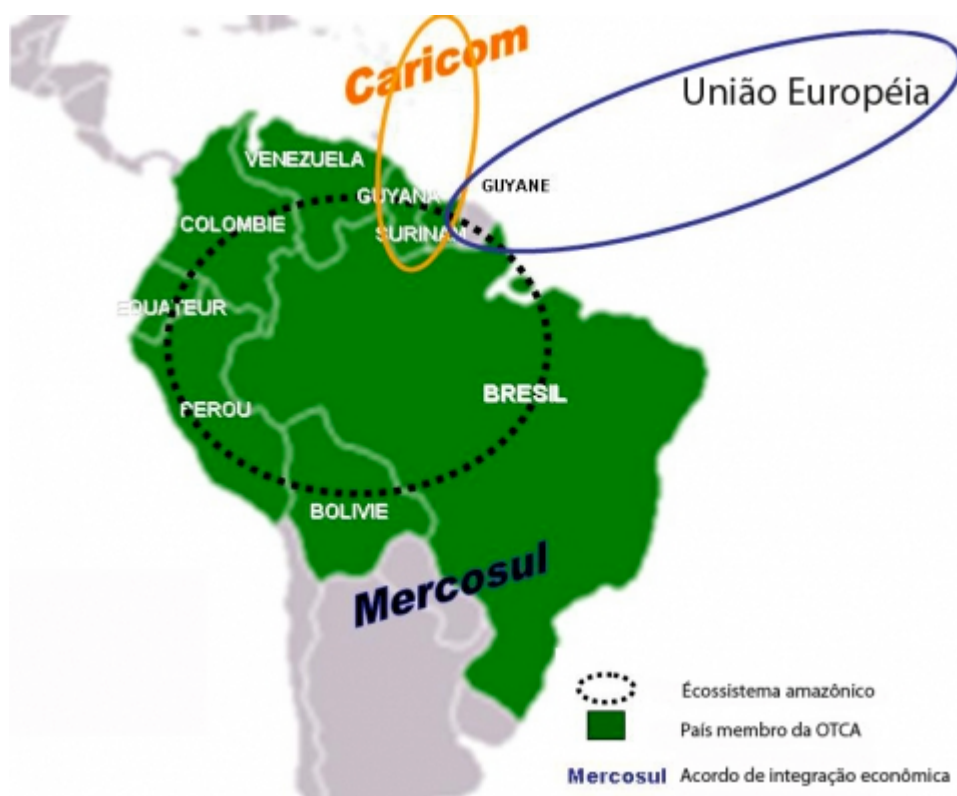 Caricom
União Européia
VENEZUELA
GUYANA
GUYANE
COLOMBIE
SURINAM
EQUATEUR
BRESIL
PEROU
BOLIVIE
Mercosul
Écossistema amazônico
País membro da OTCA
Mercosul Acordo de integração econômica